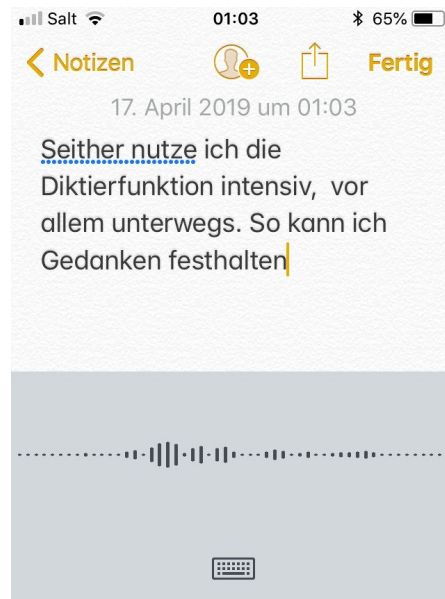 Salt 01:03 65%
Notizen Fertig
17. April 2019 um 01:03
Seither nutze ich die
Diktierfunktion intensiv,  vor
allem unterwegs. So kann ich
Gedanken festhalten